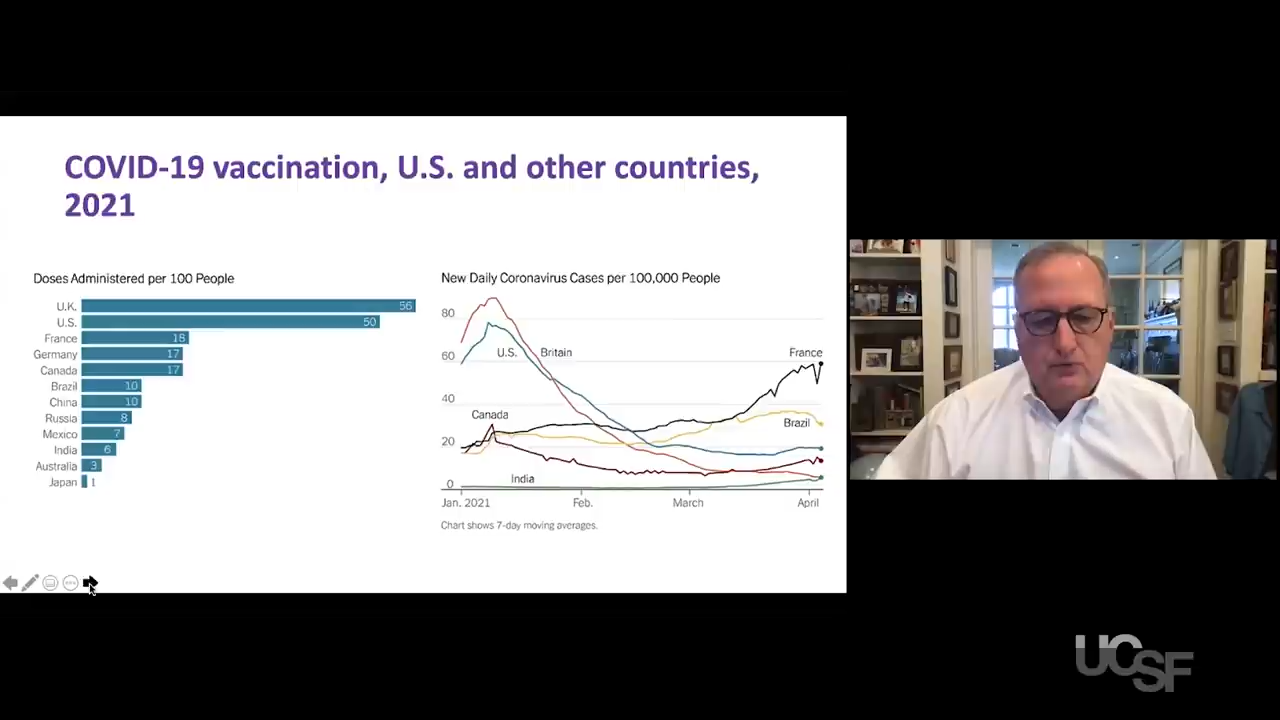 COVID-19 vaccination, U.S. and other countries,
2021
Doses Administered per 100 People
U.K. 56
U.S. 50
France 18
Germany 17
Canada 17
Brazil 10
China 10
Russia 8
Mexico 7
India 6
Australia 3
Japan 1
New Daily Coronavirus Cases per 100,000 People
80
60
40
20
0
U.S.
Britain
France
Canada
Brazil
India
Jan. 2021
Feb.
March
April
Chart shows 7-day moving averages.
UCSF